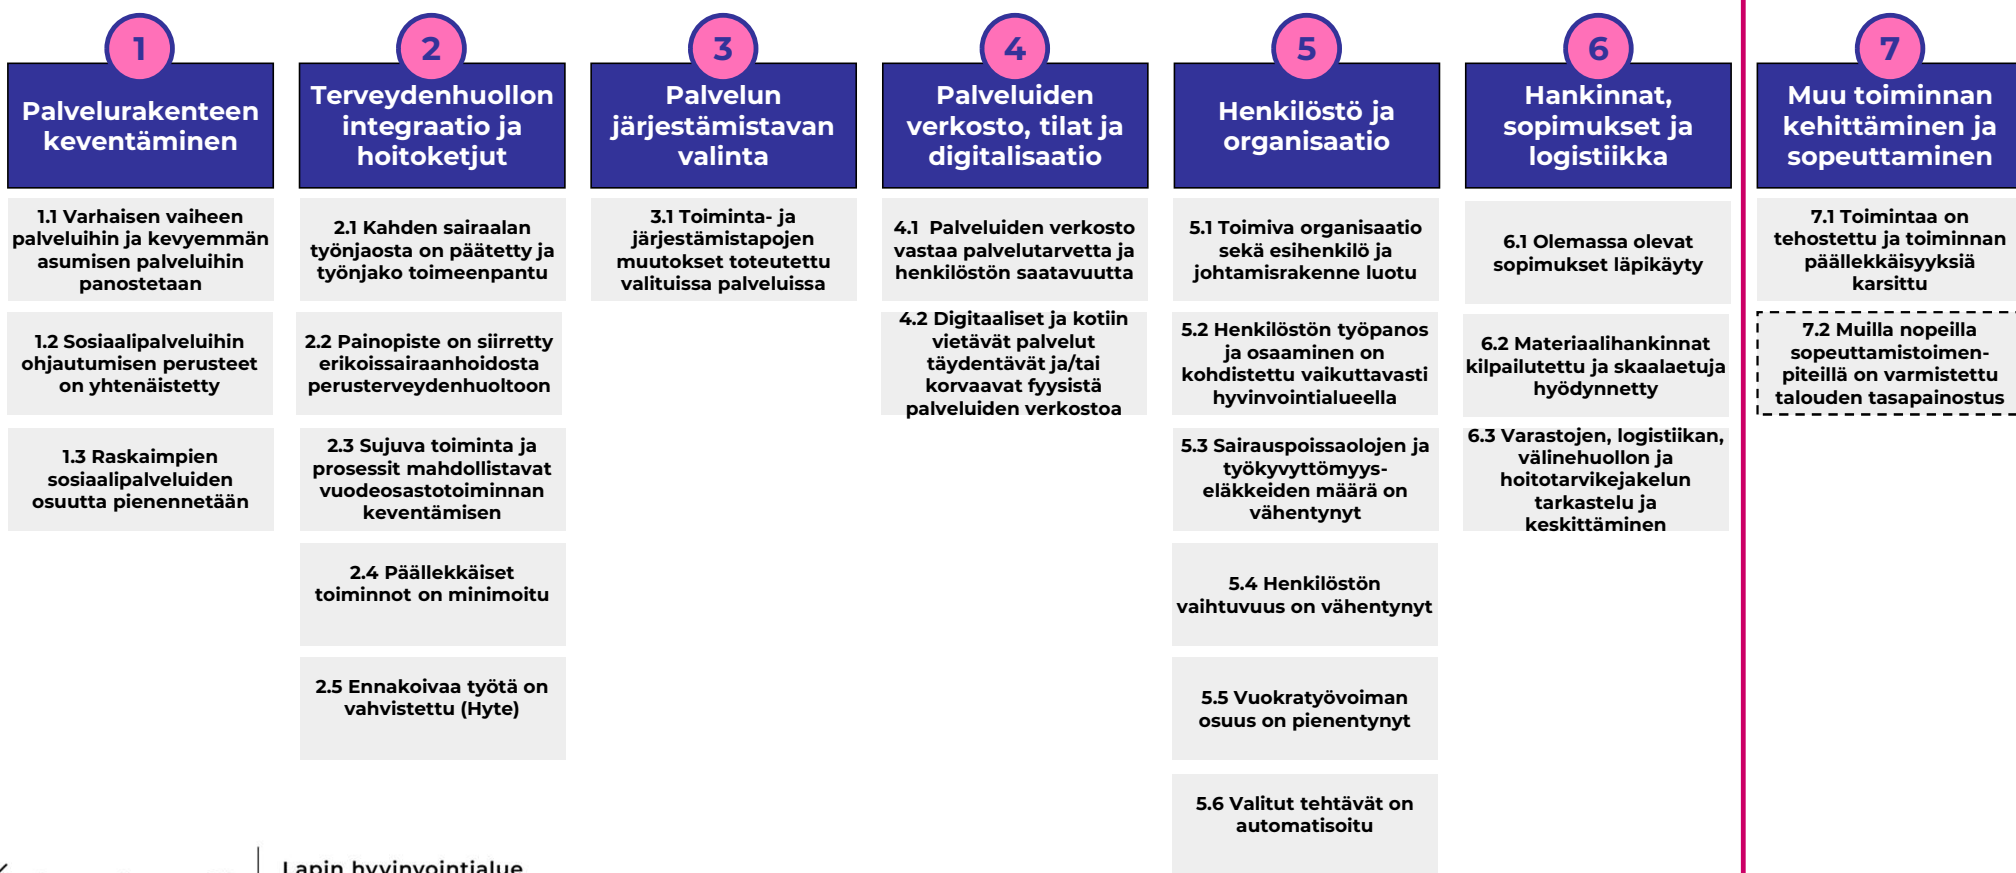 1
Palvelurakenteen
keventäminen
1.1 Varhaisen vaiheen
palveluihin ja kevyemmän
asumisen palveluihin
panostetaan
1.2 Sosiaalipalveluihin
ohjautumisen perusteet
on yhtenäistetty
1.3 Raskaimpien
sosiaalipalveluiden
osuutta pienennetään
2
Terveydenhuollon
integraatio ja
hoitoketjut
2.1 Kahden sairaalan
työnjaosta on päätetty ja
työnjako toimeenpantu
2.2 Painopiste on siirretty
erikoissairaanhoidosta
perusterveydenhuoltoon
2.3 Sujuva toiminta ja
prosessit mahdollistavat
vuodeosastotoiminnan
keventämisen
2.4 Päällekkäiset
toiminnot on minimoitu
2.5 Ennakoivaa työtä on
vahvistettu (Hyte)
3
Palvelun
järjestämistavan
valinta
3.1 Toiminta- ja
järjestämistapojen
muutokset toteutettu
valituissa palveluissa
4
Palveluiden
verkosto, tilat ja
digitalisaatio
4.1 Palveluiden verkosto
vastaa palvelutarvetta ja
henkilöstön saatavuutta
4.2 Digitaaliset ja kotiin
vietävät palvelut
täydentävät ja/tai
korvaavat fyysistä
palveluiden verkostoa
5
Henkilöstö ja
organisaatio
5.1 Toimiva organisaatio
sekä esihenkilö ja
johtamisrakenne luotu
5.2 Henkilöstön työpanos
ja osaaminen on
kohdistettu vaikuttavasti
hyvinvointialueella
5.3 Sairauspoissaolojen ja
työkyvyttömyys-
eläkkeiden määrä on
vähentynyt
5.4 Henkilöstön
vaihtuvuus on vähentynyt
5.5 Vuokratyövoiman
osuus on pienentynyt
5.6 Valitut tehtävät on
automatisoitu
6
Hankinnat,
sopimukset ja
logistiikka
6.1 Olemassa olevat
sopimukset läpikäyty
6.2 Materiaalihankinnat
kilpailutettu ja skaalaetuja
hyödynnetty
6.3 Varastojen, logistiikan,
välinehuollon ja
hoitotarvikejakelun
tarkastelu ja
keskittäminen
7
Muu toiminnan
kehittäminen ja
sopeuttaminen
7.1 Toimintaa on
tehostettu ja toiminnan
päällekkäisyyksiä
karsittu
7.2 Muilla nopeilla
sopeuttamistoimen-
piteillä on varmistettu
talouden tasapainostus
Lapin hyvinvointialue